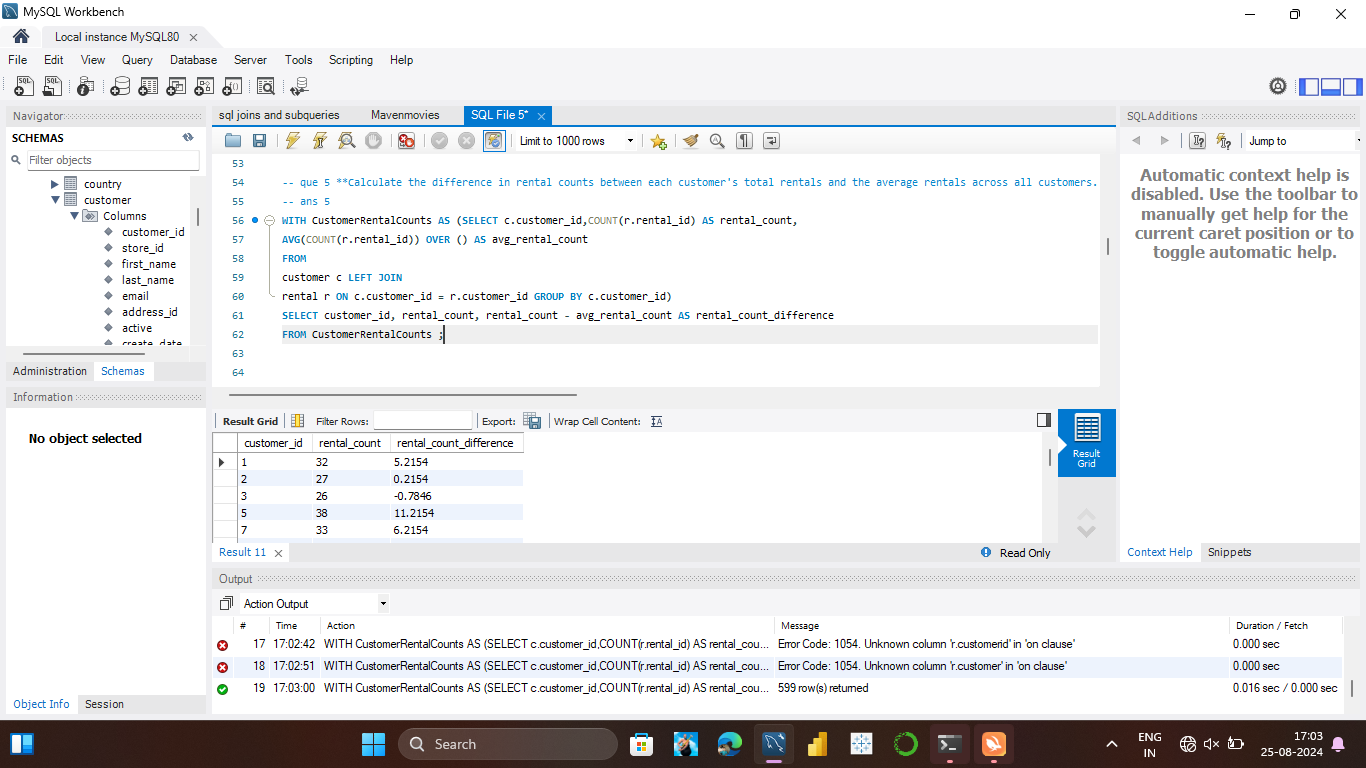 MySQL Workbench
Local instance MySQL80
File Edit View Query Database Server Tools Scripting Help
Navigator
SCHEMAS
Filter objects
country
customer
Columns
customer_id
store_id
first_name
last_name
email
address_id
active
create_date
Administration Schemas
Information
No object selected
Object Info Session
sql joins and subqueries Mavenmovies SQL File 5*
Limit to 1000 rows
53
54 -- que 5 **Calculate the difference in rental counts between each customer's total rentals and the average rentals across all customers.
55 -- ans 5
56 WITH CustomerRentalCounts AS (SELECT c.customer_id,COUNT(r.rental_id) AS rental_count,
57 AVG(COUNT(r.rental_id)) OVER () AS avg_rental_count
58 FROM
59 customer c LEFT JOIN
60 rental r ON c.customer_id = r.customer_id GROUP BY c.customer_id)
61 SELECT customer_id, rental_count, rental_count - avg_rental_count AS rental_count_difference
62 FROM CustomerRentalCounts ;
63
64
Result Grid Filter Rows: Export: Wrap Cell Content:
customer_id rental_count rental_count_difference
1 32 5.2154
2 27 0.2154
3 26 -0.7846
5 38 11.2154
7 33 6.2154
Result Grid
Result 11 Read Only
SQLAdditions
Jump to
Automatic context help is
disabled. Use the toolbar to
manually get help for the
current caret position or to
toggle automatic help.
Context Help Snippets
Output
Action Output
# Time Action Message Duration / Fetch
17 17:02:42 WITH CustomerRentalCounts AS (SELECT c.customer_id,COUNT(r.rental_id) AS rental_cou... Error Code: 1054. Unknown column 'r.customerid' in 'on clause' 0.000 sec
18 17:02:51 WITH CustomerRentalCounts AS (SELECT c.customer_id,COUNT(r.rental_id) AS rental_cou... Error Code: 1054. Unknown column 'r.customer' in 'on clause' 0.000 sec
19 17:03:00 WITH CustomerRentalCounts AS (SELECT c.customer_id,COUNT(r.rental_id) AS rental_cou... 599 row(s) returned 0.016 sec / 0.000 sec
Search
ENG
IN
17:03
25-08-2024